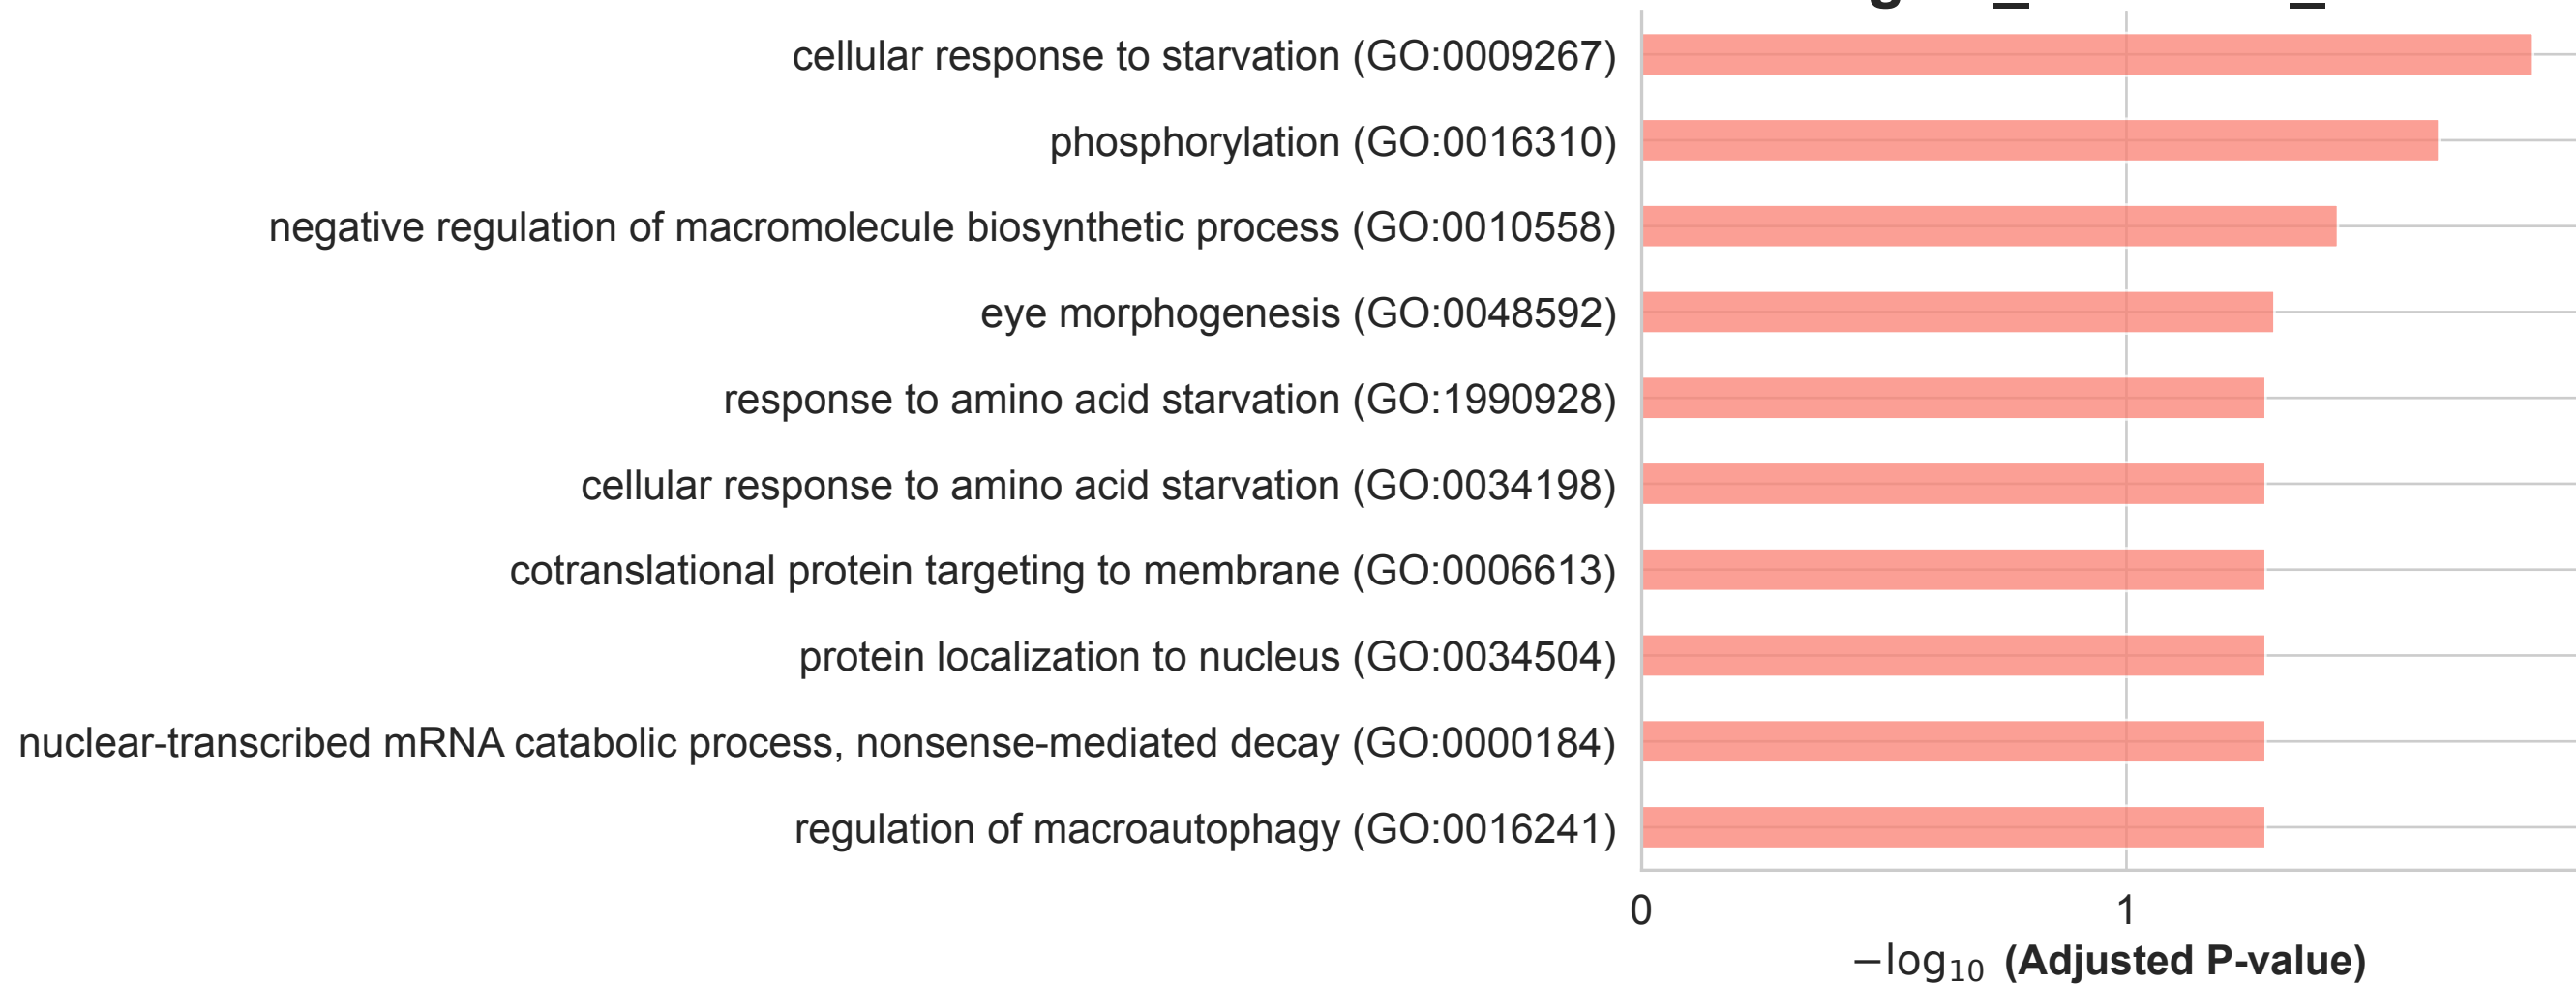 cellular response to starvation (GO:0009267)
phosphorylation (GO:0016310)
negative regulation of macromolecule biosynthetic process (GO:0010558)
eye morphogenesis (GO:0048592)
response to amino acid starvation (GO:1990928)
cellular response to amino acid starvation (GO:0034198)
cotranslational protein targeting to membrane (GO:0006613)
protein localization to nucleus (GO:0034504)
nuclear-transcribed mRNA catabolic process, nonsense-mediated decay (GO:0000184)
regulation of macroautophagy (GO:0016241)
0 1
−log₁₀ (Adjusted P-value)